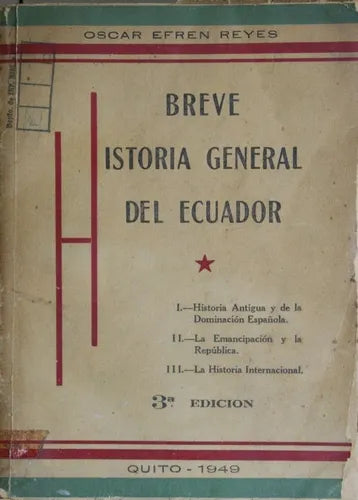 OSCAR EFREN REYES
BREVE
HISTORIA GENERAL
DEL ECUADOR
I.—Historia Antigua y de la
Dominación Española.
II.—La Emancipación y la
República.
III.—La Historia Internacional.
3ª EDICION
QUITO - 1949